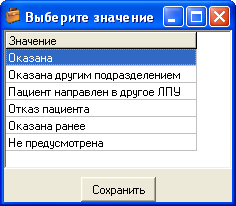 Выберите значение
Значение
Оказана
Оказана другим подразделением
Пациент направлен в другое ЛПУ
Отказ пациента
Оказана ранее
Не предусмотрена
Сохранить